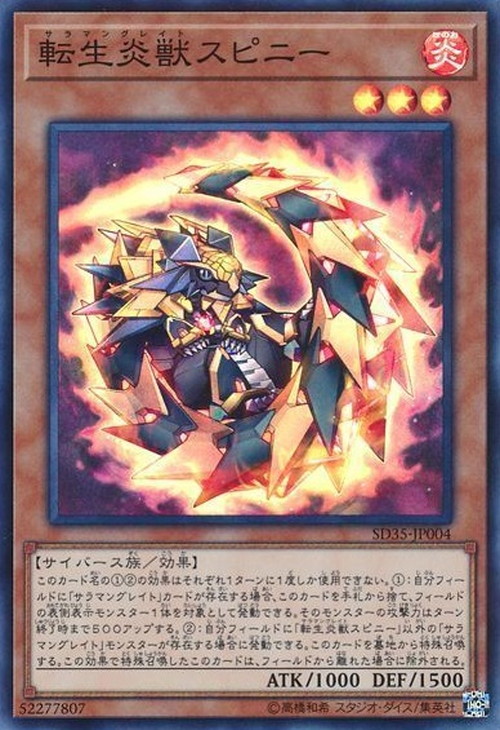 サラマングレイト
転生炎獣スピニー
炎
SD35-JP004
【サイバース族／効果】
このカード名の①②の効果はそれぞれ1ターンに1度しか使用できない。①：自分フィー
ルドに「サラマングレイト」カードが存在する場合、このカードを手札から捨て、フィールド
の表側表示モンスター1体を対象として発動できる。そのモンスターの攻撃力はターン
終了時まで５００アップする。②：自分フィールドに「転生炎獣スピニー」以外の「サラ
マングレイト」モンスターが存在する場合に発動できる。このカードを墓地から特殊召喚
する。この効果で特殊召喚したこのカードは、フィールドから離れた場合に除外される。
ATK/1000 DEF/1500
52277807
©高橋和希 スタジオ・ダイス/集英社